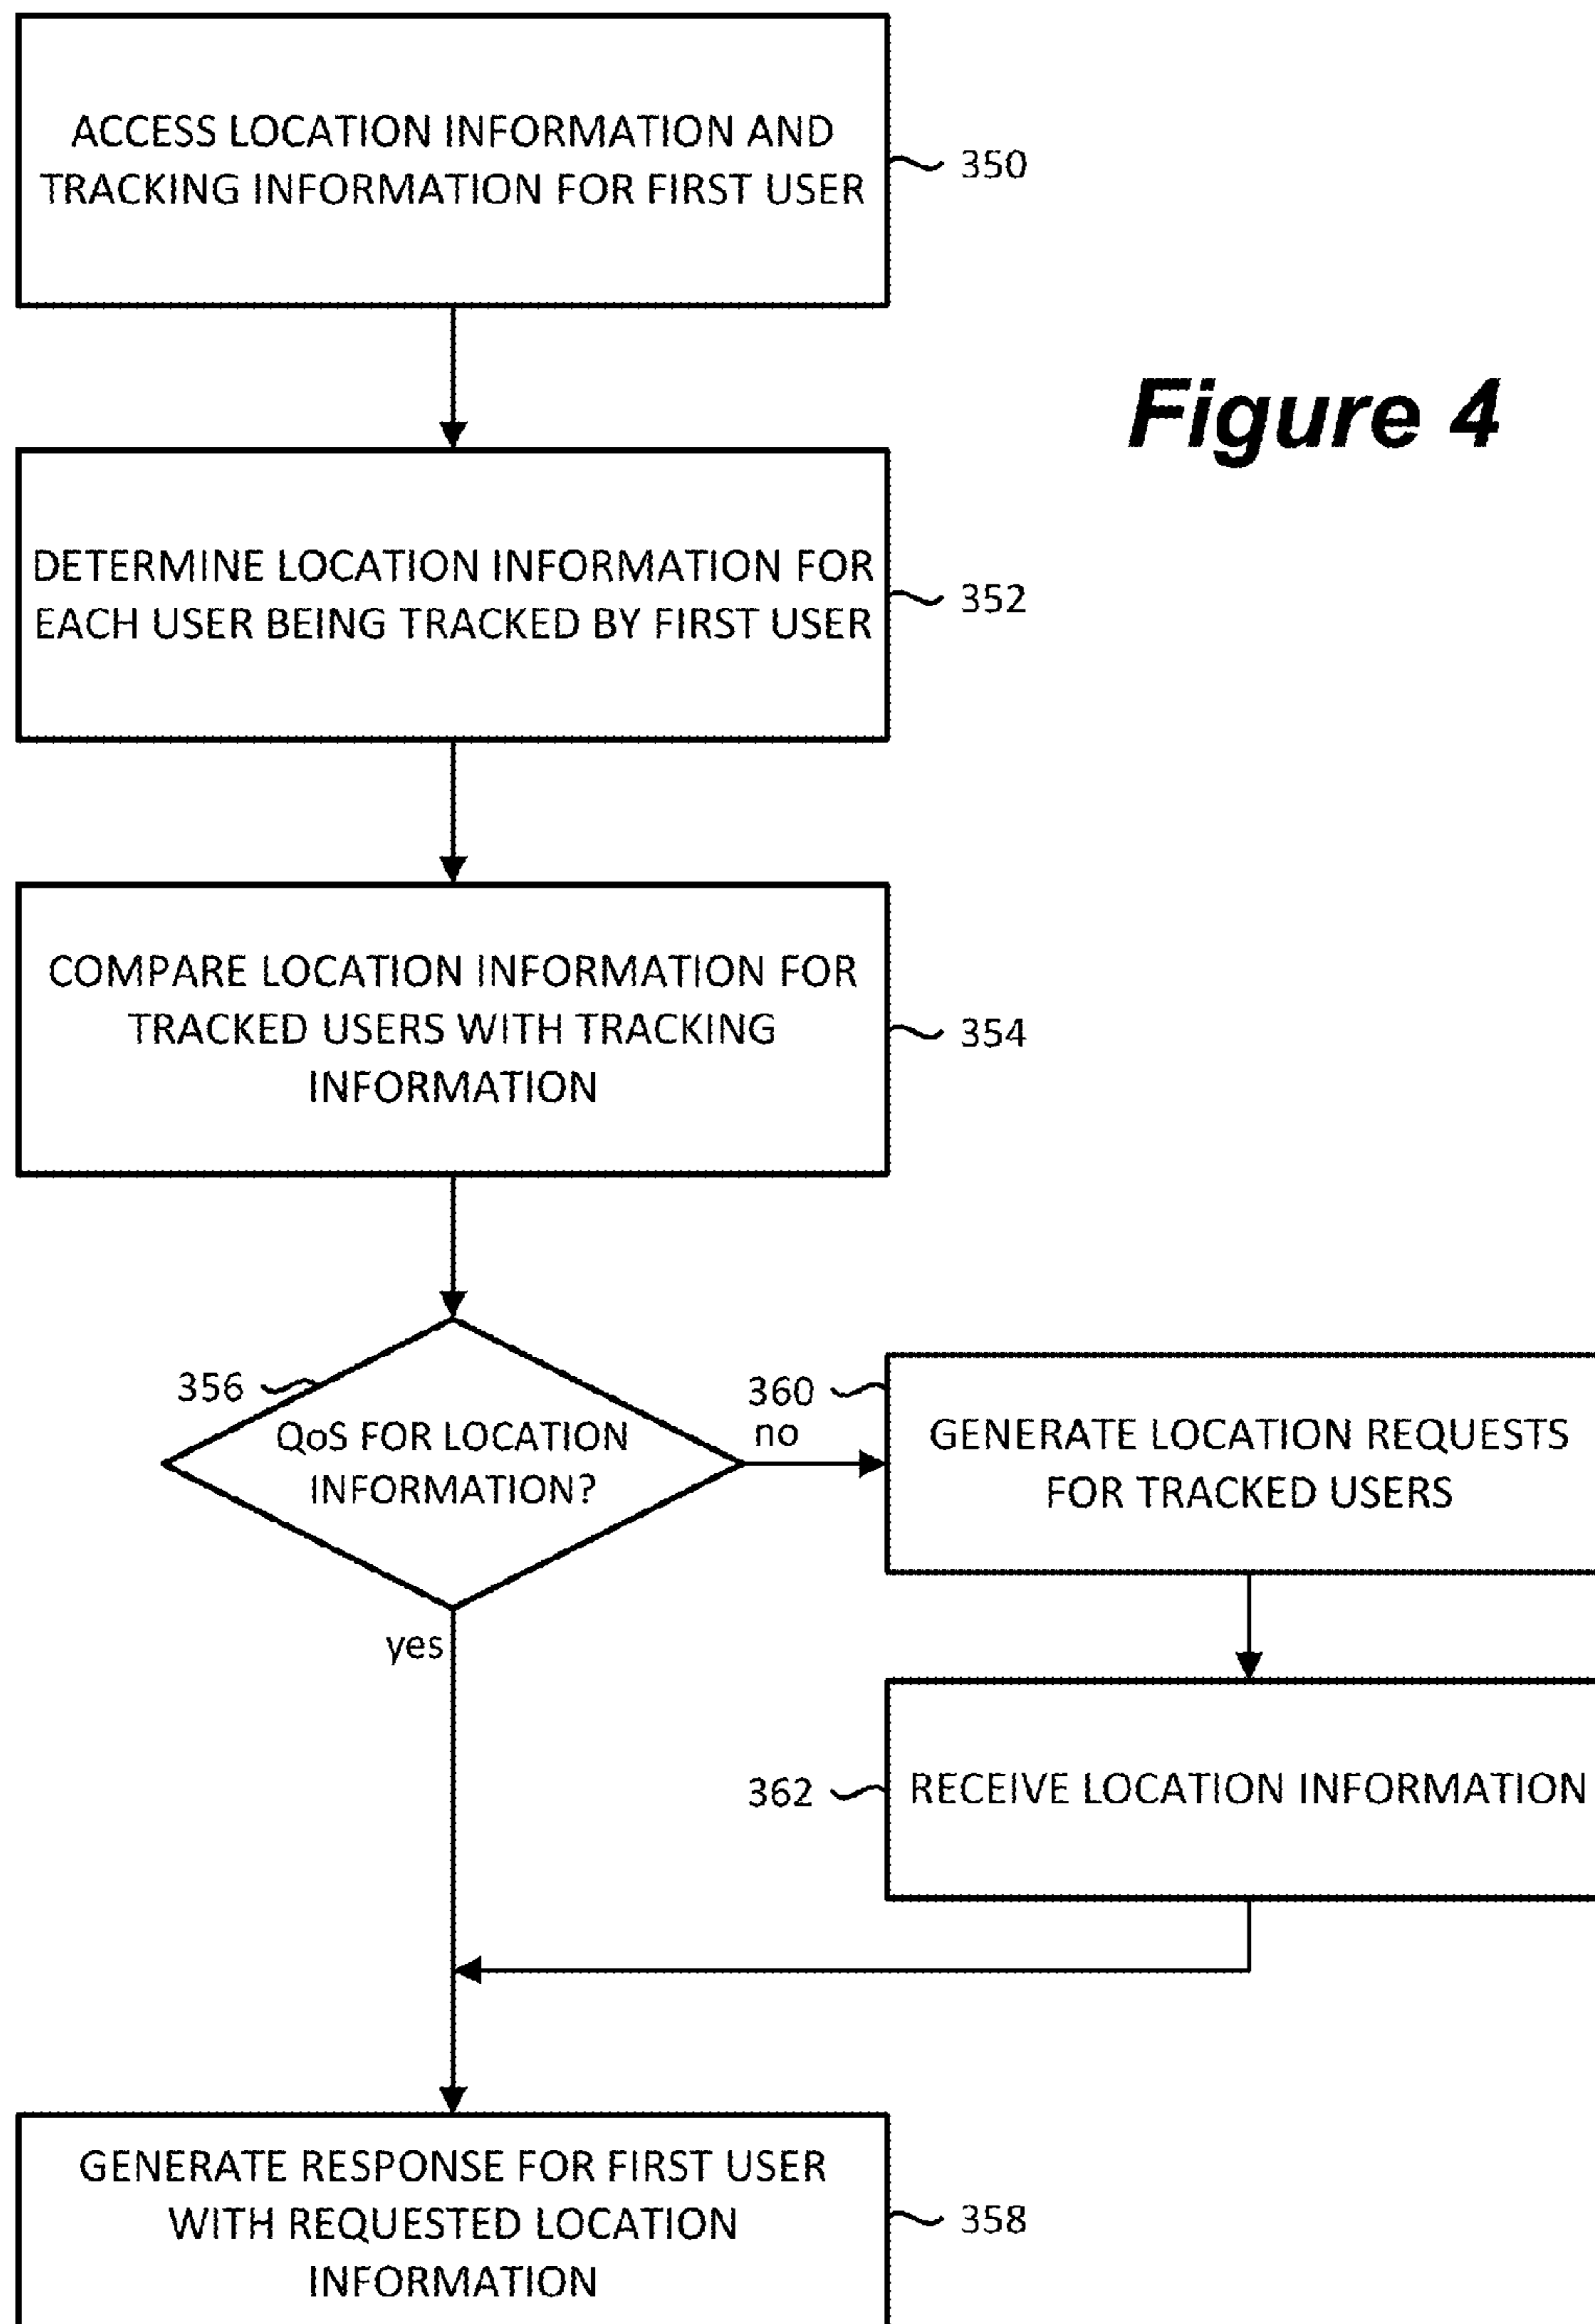 ACCESS LOCATION INFORMATION AND
TRACKING INFORMATION FOR FIRST USER
350
Figure 4
DETERMINE LOCATION INFORMATION FOR
EACH USER BEING TRACKED BY FIRST USER
352
COMPARE LOCATION INFORMATION FOR
TRACKED USERS WITH TRACKING
INFORMATION
354
356
QoS FOR LOCATION
INFORMATION?
360
no
GENERATE LOCATION REQUESTS
FOR TRACKED USERS
yes
362
RECEIVE LOCATION INFORMATION
GENERATE RESPONSE FOR FIRST USER
WITH REQUESTED LOCATION
INFORMATION
358